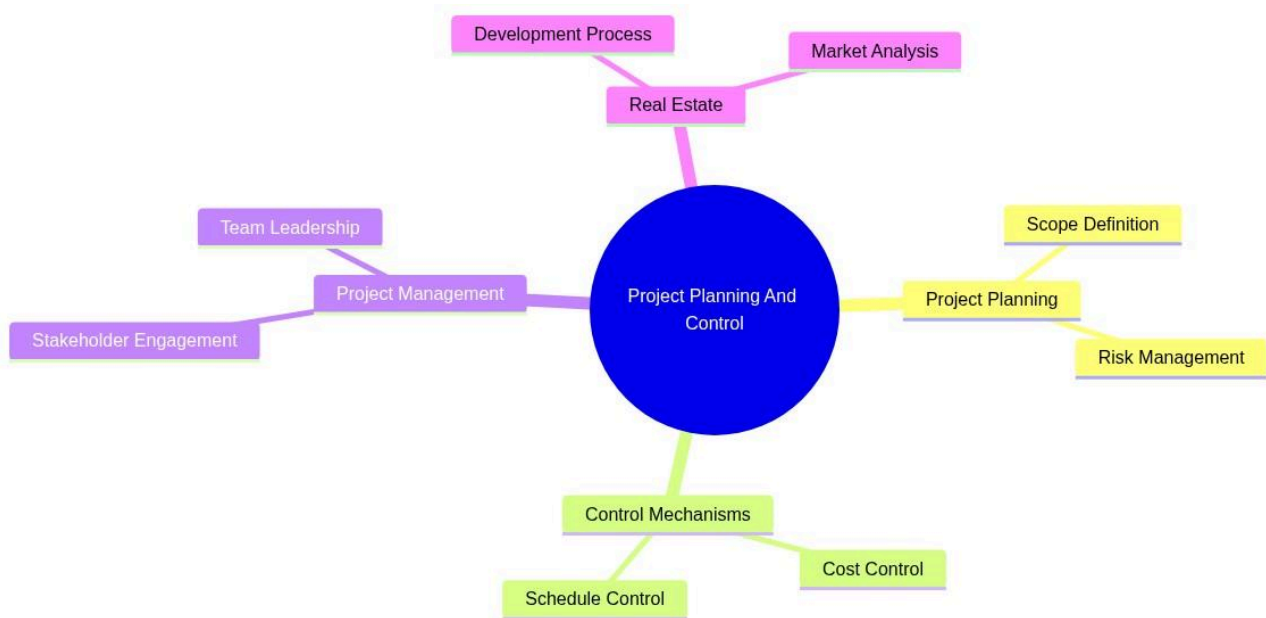 Development Process
Market Analysis
Real Estate
Team Leadership
Scope Definition
Project Management
Project Planning And
Control
Project Planning
Stakeholder Engagement
Risk Management
Control Mechanisms
Cost Control
Schedule Control